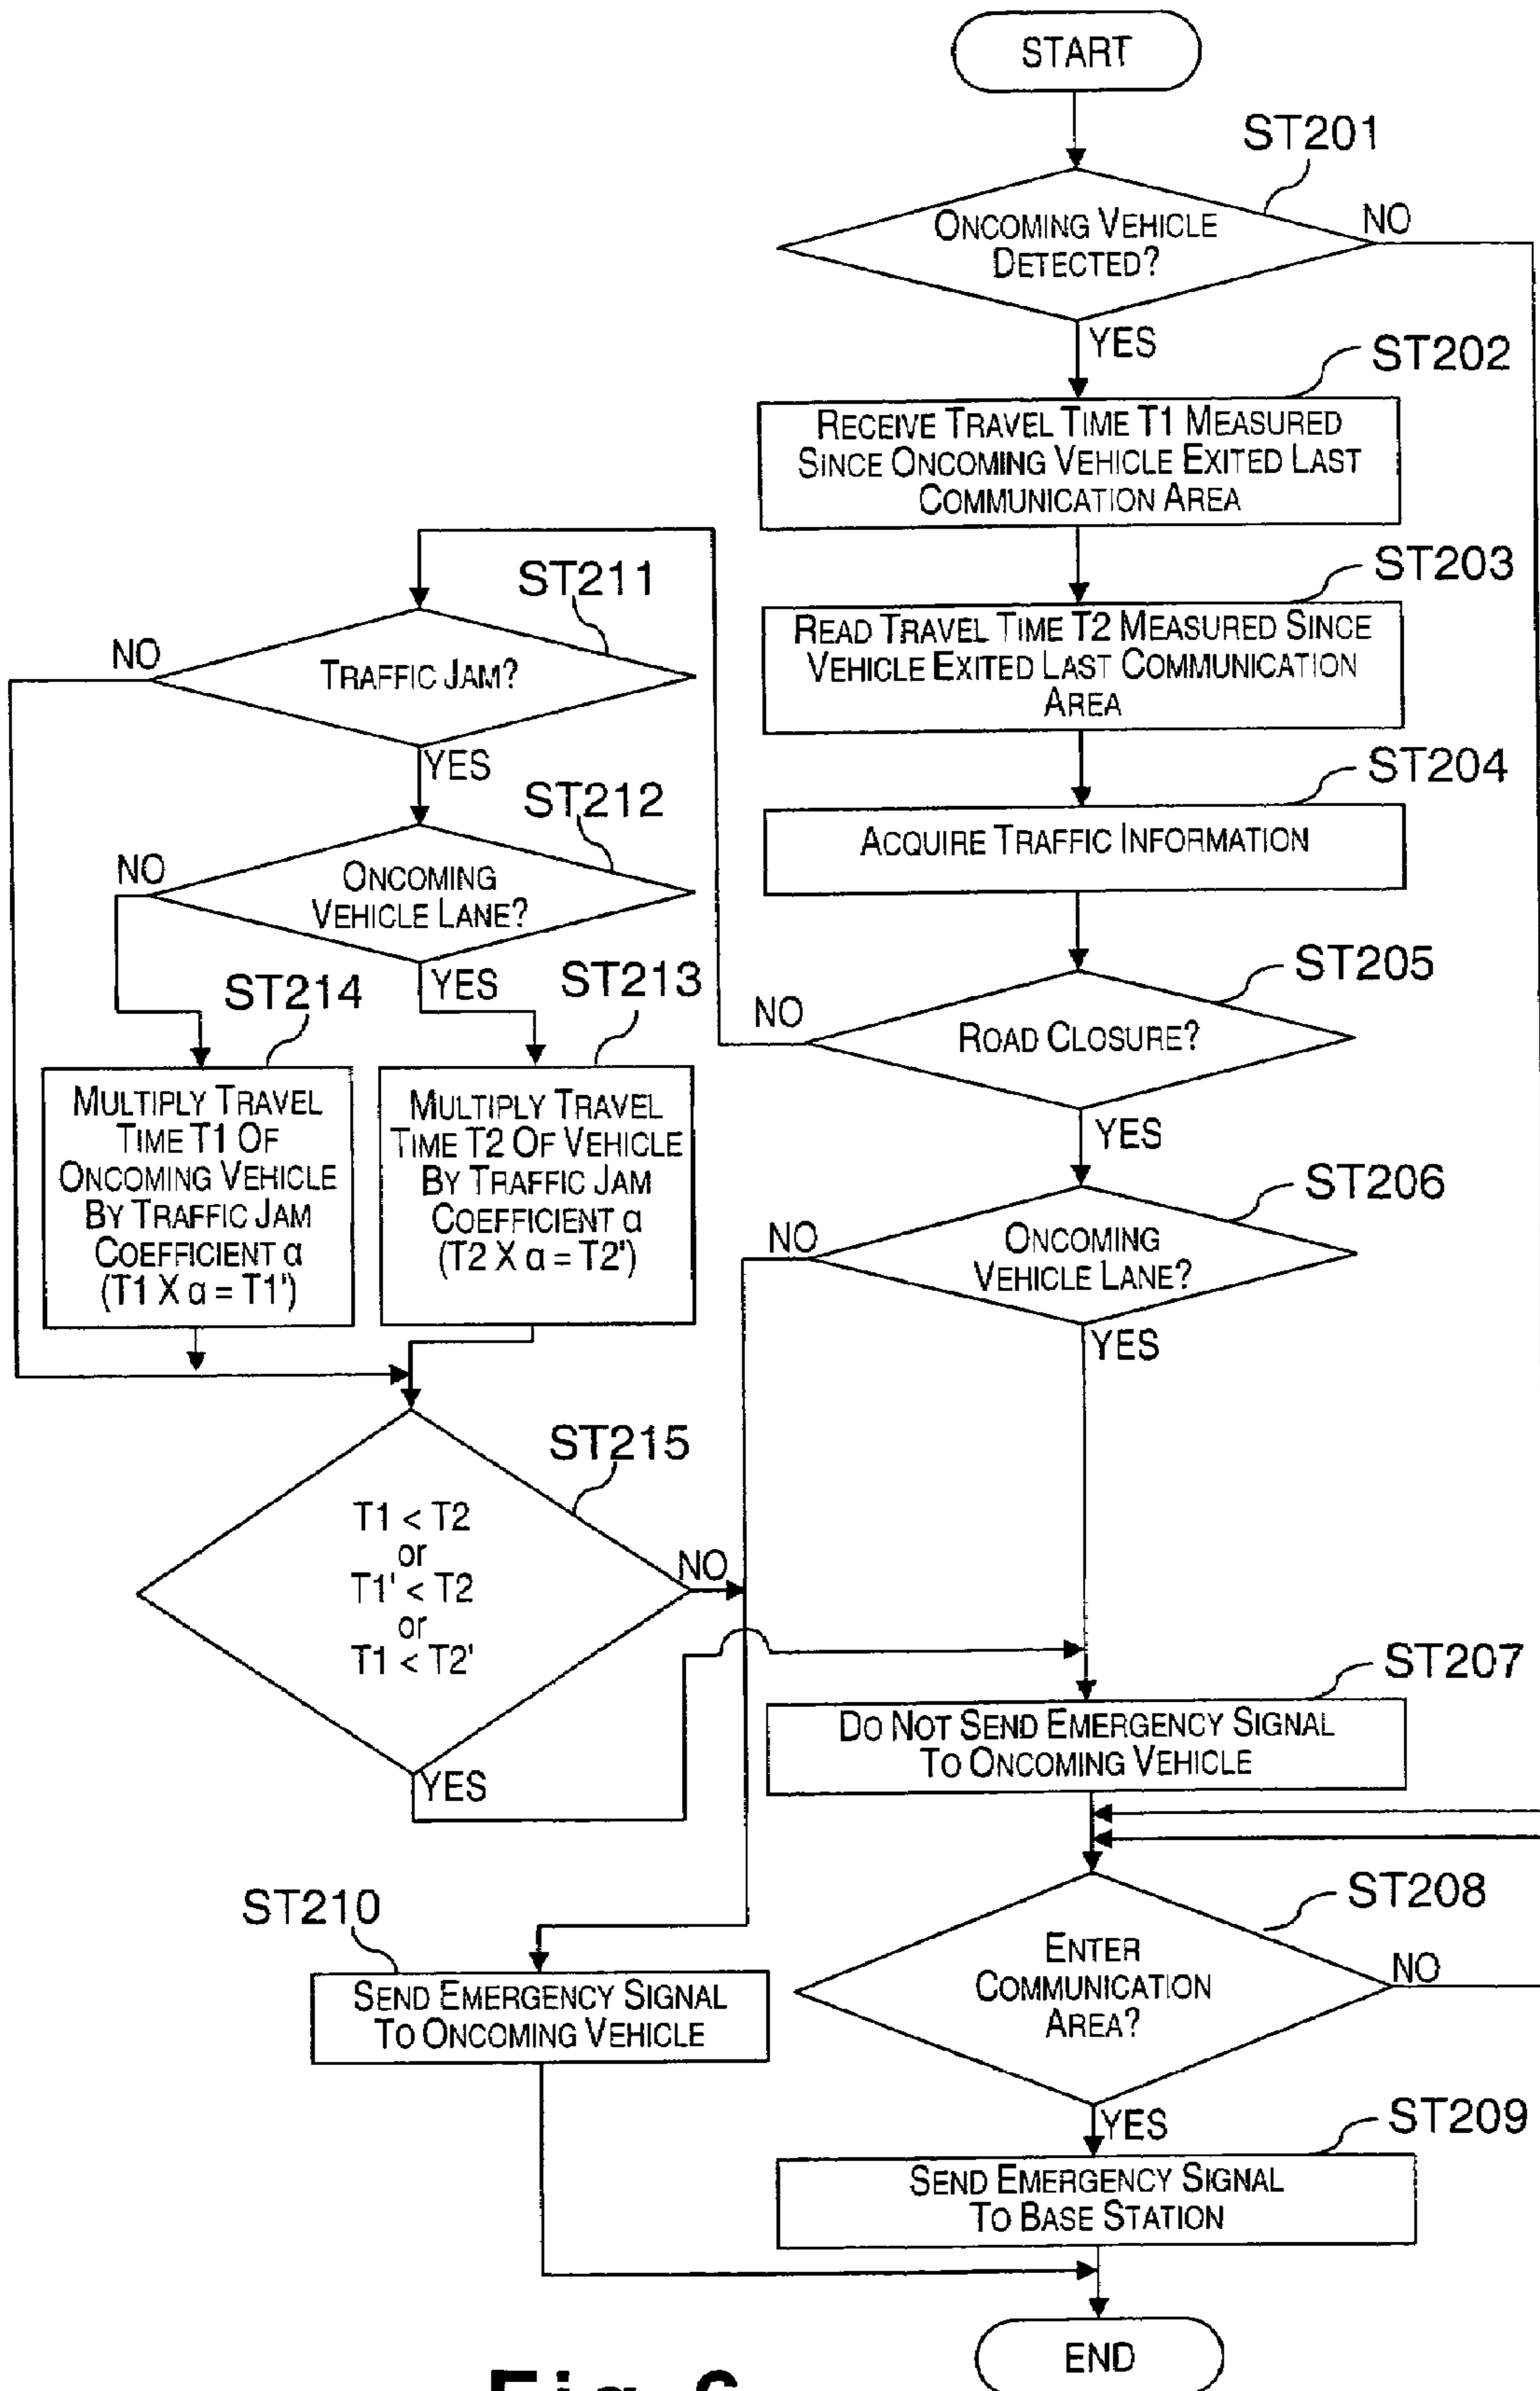 START
ST201
ONCOMING VEHICLE
DETECTED?
NO
YES
ST202
RECEIVE TRAVEL TIME T1 MEASURED
SINCE ONCOMING VEHICLE EXITED LAST
COMMUNICATION AREA
ST203
READ TRAVEL TIME T2 MEASURED SINCE
VEHICLE EXITED LAST COMMUNICATION
AREA
ST204
ACQUIRE TRAFFIC INFORMATION
ST205
ROAD CLOSURE?
NO
YES
ST206
ONCOMING
VEHICLE LANE?
NO
YES
ST211
TRAFFIC JAM?
NO
YES
ST212
ONCOMING
VEHICLE LANE?
NO
YES
ST214
MULTIPLY TRAVEL
TIME T1 OF
ONCOMING VEHICLE
BY TRAFFIC JAM
COEFFICIENT α
(T1 X α = T1')
ST213
MULTIPLY TRAVEL
TIME T2 OF VEHICLE
BY TRAFFIC JAM
COEFFICIENT α
(T2 X α = T2')
ST215
T1 < T2
or
T1' < T2
or
T1 < T2'
NO
YES
ST207
DO NOT SEND EMERGENCY SIGNAL
TO ONCOMING VEHICLE
ST208
ENTER
COMMUNICATION
AREA?
NO
YES
ST210
SEND EMERGENCY SIGNAL
TO ONCOMING VEHICLE
ST209
SEND EMERGENCY SIGNAL
TO BASE STATION
END